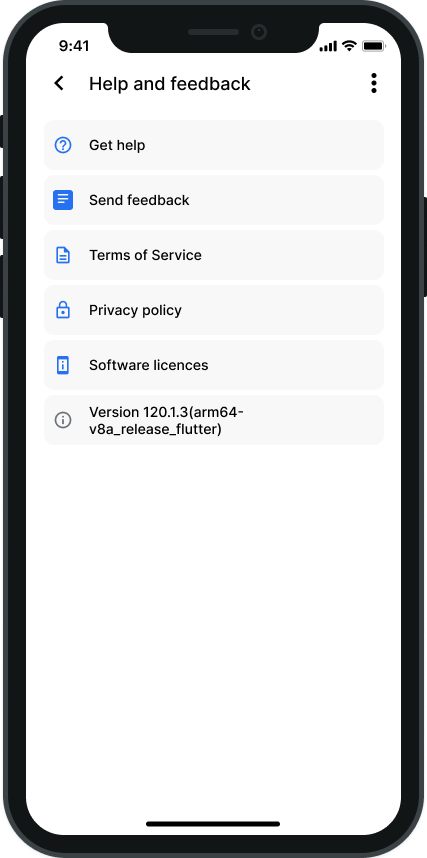 9:41
Help and feedback
Get help
Send feedback
Terms of Service
Privacy policy
Software licences
Version 120.1.3(arm64-
v8a_release_flutter)